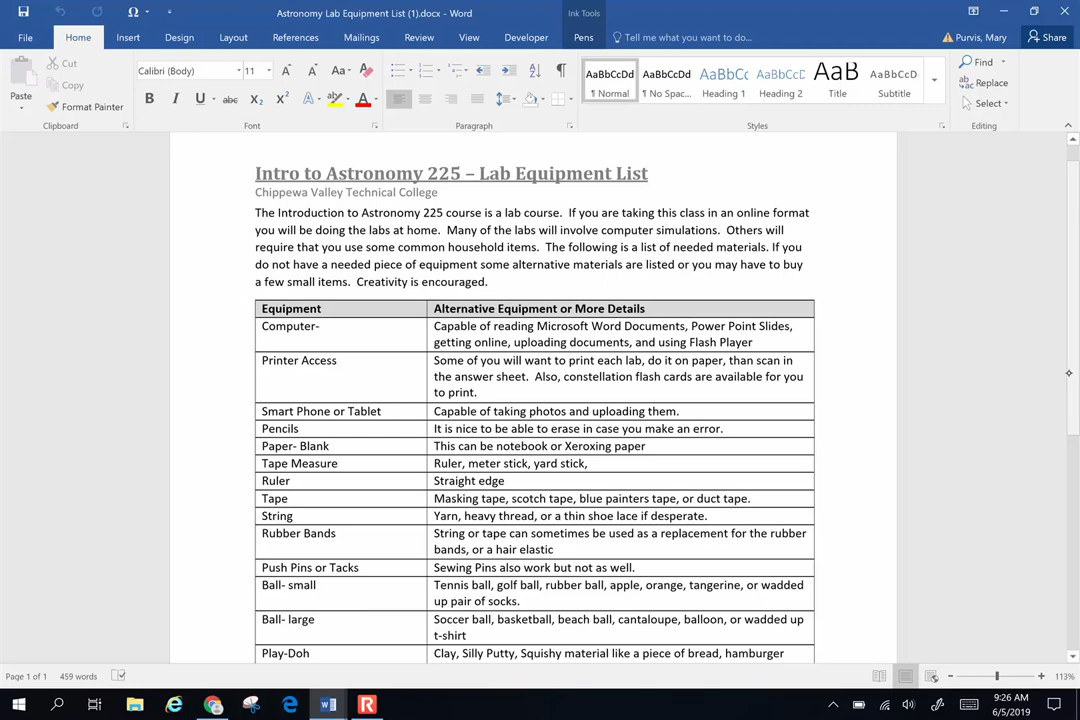 Astronomy Lab Equipment List (1).docx - Word
Ink Tools
File Home Insert Design Layout References Mailings Review View Developer Pens Tell me what you want to do... Purvis, Mary Share
Paste
Cut
Copy
Format Painter
Clipboard
Calibri (Body) 11
Font
Paragraph
AaBbCcDd AaBbCcDd AaBbCc AaBbCcD AaB AaBbCcD
¶ Normal ¶ No Spac... Heading 1 Heading 2 Title Subtitle
Styles
Find
Replace
Select
Editing
Intro to Astronomy 225 – Lab Equipment List
Chippewa Valley Technical College
The Introduction to Astronomy 225 course is a lab course. If you are taking this class in an online format
you will be doing the labs at home. Many of the labs will involve computer simulations. Others will
require that you use some common household items. The following is a list of needed materials. If you
do not have a needed piece of equipment some alternative materials are listed or you may have to buy
a few small items. Creativity is encouraged.
Equipment Alternative Equipment or More Details
Computer- Capable of reading Microsoft Word Documents, Power Point Slides,
getting online, uploading documents, and using Flash Player
Printer Access Some of you will want to print each lab, do it on paper, than scan in
the answer sheet. Also, constellation flash cards are available for you
to print.
Smart Phone or Tablet Capable of taking photos and uploading them.
Pencils It is nice to be able to erase in case you make an error.
Paper- Blank This can be notebook or Xeroxing paper
Tape Measure Ruler, meter stick, yard stick,
Ruler Straight edge
Tape Masking tape, scotch tape, blue painters tape, or duct tape.
String Yarn, heavy thread, or a thin shoe lace if desperate.
Rubber Bands String or tape can sometimes be used as a replacement for the rubber
bands, or a hair elastic
Push Pins or Tacks Sewing Pins also work but not as well.
Ball- small Tennis ball, golf ball, rubber ball, apple, orange, tangerine, or wadded
up pair of socks.
Ball- large Soccer ball, basketball, beach ball, cantaloupe, balloon, or wadded up
t-shirt
Play-Doh Clay, Silly Putty, Squishy material like a piece of bread, hamburger
Page 1 of 1 459 words 113%
9:26 AM
6/5/2019